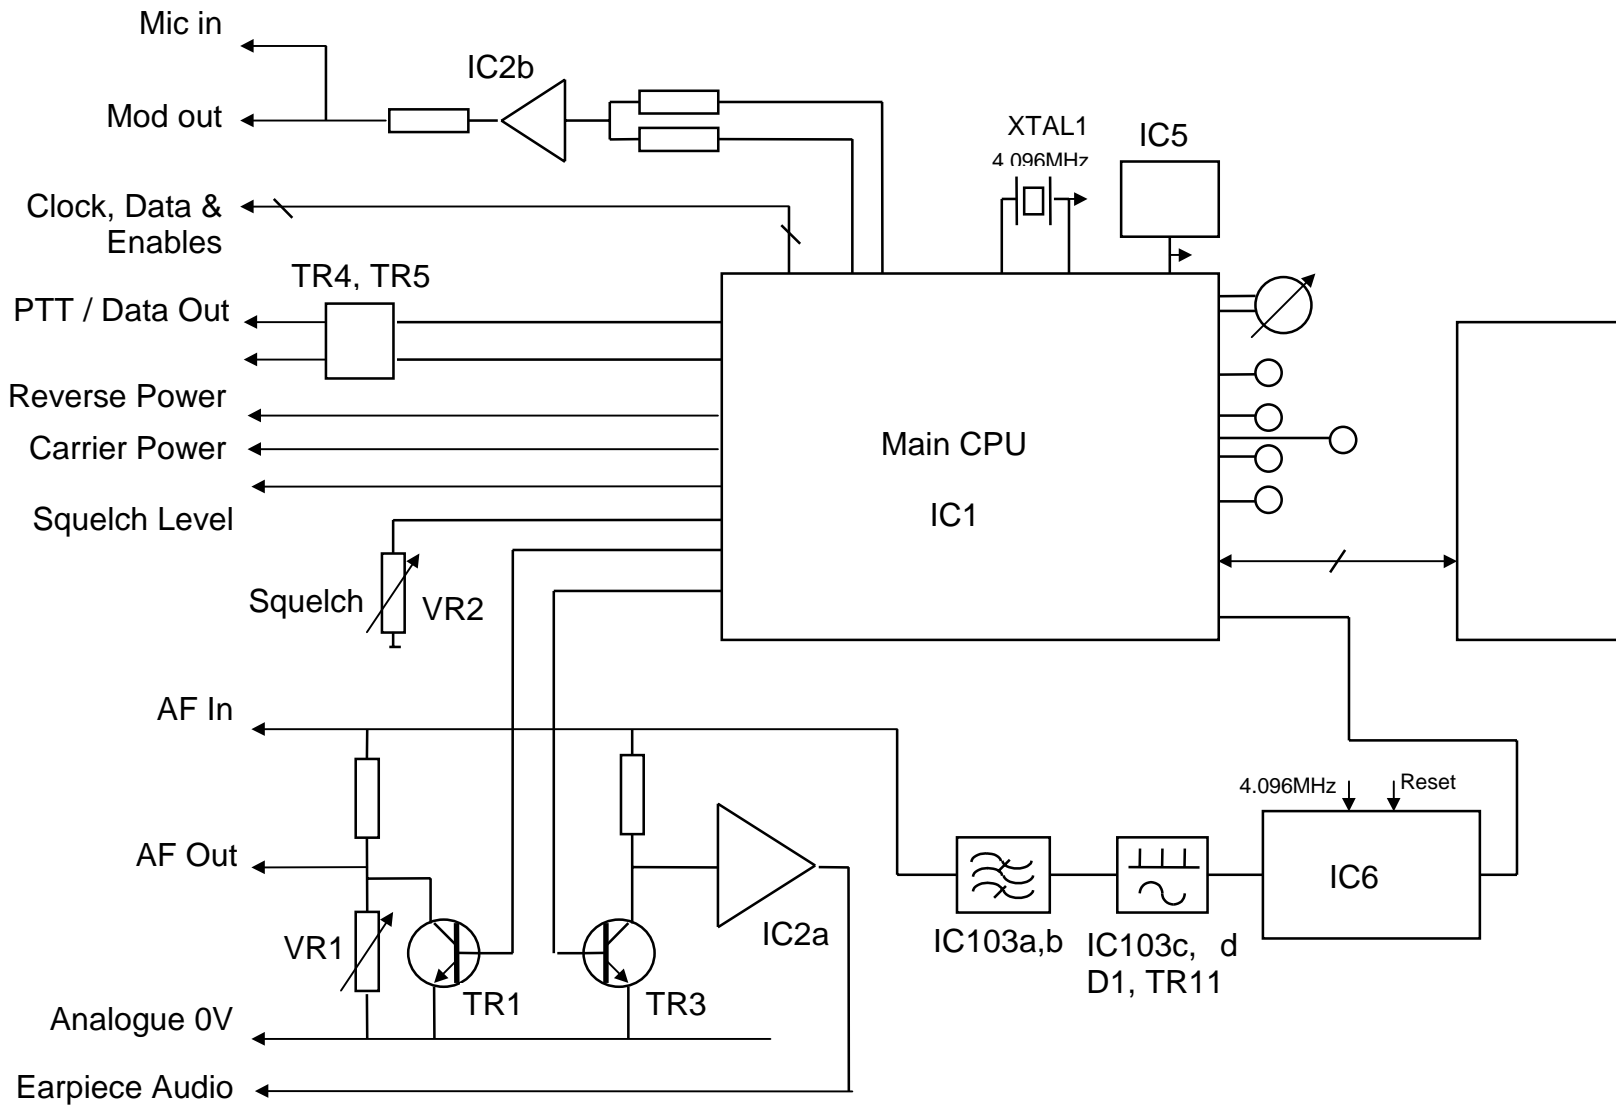 Mic in
IC2b
Mod out
XTAL1
4.096MHz
IC5
Clock, Data &
Enables
TR4, TR5
PTT / Data Out
Reverse Power
Carrier Power
Main CPU
IC1
Squelch Level
Squelch
VR2
AF In
4.096MHz
Reset
AF Out
IC6
VR1
IC2a
IC103a,b
IC103c, d
D1, TR11
TR1
TR3
Analogue 0V
Earpiece Audio